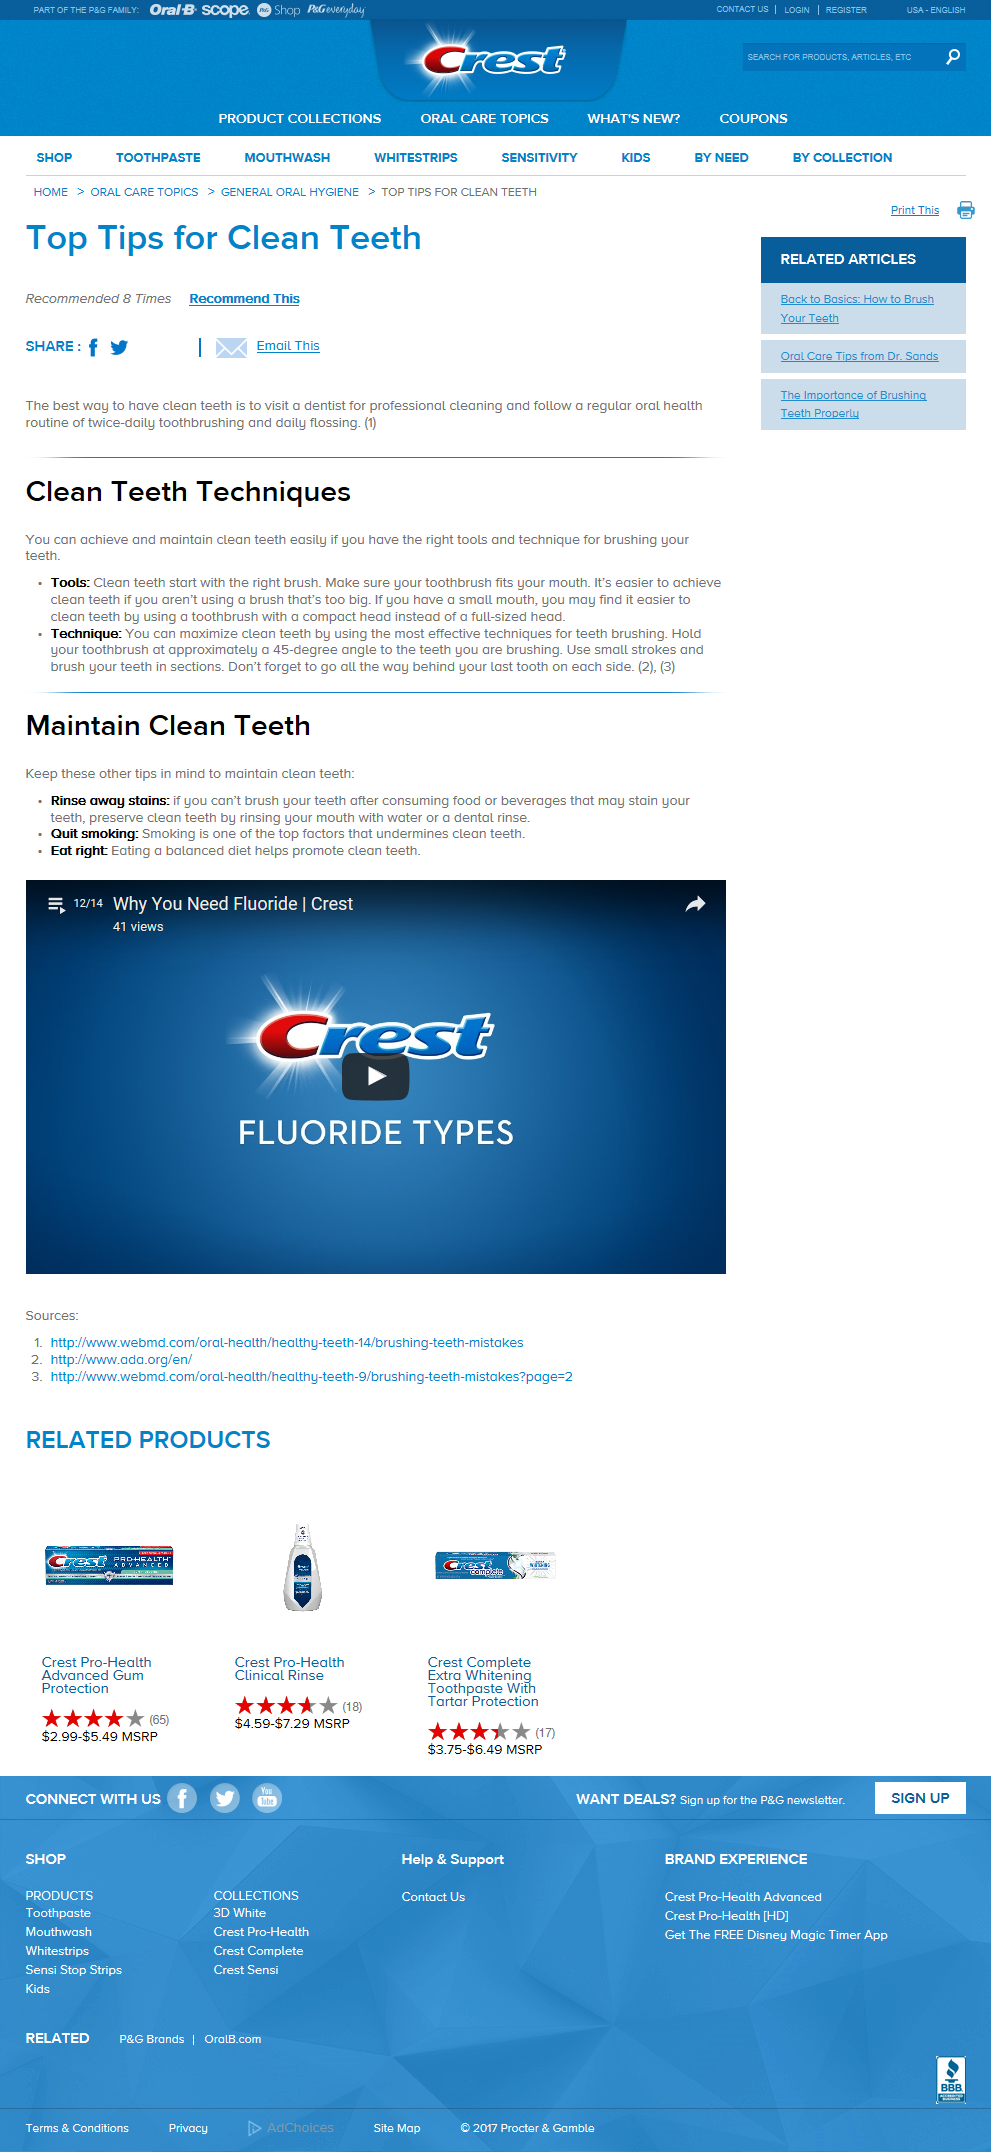 PART OF THE P&G FAMILY: Oral-B scope P&G Shop P&G everyday
CONTACT US | LOGIN | REGISTER USA - ENGLISH
Crest
SEARCH FOR PRODUCTS, ARTICLES, ETC
PRODUCT COLLECTIONS ORAL CARE TOPICS WHAT'S NEW? COUPONS
SHOP TOOTHPASTE MOUTHWASH WHITESTRIPS SENSITIVITY KIDS BY NEED BY COLLECTION
HOME > ORAL CARE TOPICS > GENERAL ORAL HYGIENE > TOP TIPS FOR CLEAN TEETH
Print This
Top Tips for Clean Teeth
Recommended 8 Times Recommend This
SHARE : | Email This
The best way to have clean teeth is to visit a dentist for professional cleaning and follow a regular oral health
routine of twice-daily toothbrushing and daily flossing. (1)
RELATED ARTICLES
Back to Basics: How to Brush
Your Teeth
Oral Care Tips from Dr. Sands
The Importance of Brushing
Teeth Properly
Clean Teeth Techniques
You can achieve and maintain clean teeth easily if you have the right tools and technique for brushing your
teeth.
• Tools: Clean teeth start with the right brush. Make sure your toothbrush fits your mouth. It's easier to achieve
clean teeth if you aren't using a brush that's too big. If you have a small mouth, you may find it easier to
clean teeth by using a toothbrush with a compact head instead of a full-sized head.
• Technique: You can maximize clean teeth by using the most effective techniques for teeth brushing. Hold
your toothbrush at approximately a 45-degree angle to the teeth you are brushing. Use small strokes and
brush your teeth in sections. Don't forget to go all the way behind your last tooth on each side. (2), (3)
Maintain Clean Teeth
Keep these other tips in mind to maintain clean teeth:
• Rinse away stains: if you can't brush your teeth after consuming food or beverages that may stain your
teeth, preserve clean teeth by rinsing your mouth with water or a dental rinse.
• Quit smoking: Smoking is one of the top factors that undermines clean teeth.
• Eat right: Eating a balanced diet helps promote clean teeth.
12/14 Why You Need Fluoride | Crest
41 views
Crest
FLUORIDE TYPES
Sources:
1. http://www.webmd.com/oral-health/healthy-teeth-14/brushing-teeth-mistakes
2. http://www.ada.org/en/
3. http://www.webmd.com/oral-health/healthy-teeth-9/brushing-teeth-mistakes?page=2
RELATED PRODUCTS
Crest PRO-HEALTH
ADVANCED
Crest
complete
WHITENING
Crest Pro-Health
Advanced Gum
Protection
(65)
$2.99-$5.49 MSRP
Crest Pro-Health
Clinical Rinse
(18)
$4.59-$7.29 MSRP
Crest Complete
Extra Whitening
Toothpaste With
Tartar Protection
(17)
$3.75-$6.49 MSRP
CONNECT WITH US You Tube
WANT DEALS? Sign up for the P&G newsletter. SIGN UP
SHOP
PRODUCTS
Toothpaste
Mouthwash
Whitestrips
Sensi Stop Strips
Kids
COLLECTIONS
3D White
Crest Pro-Health
Crest Complete
Crest Sensi
Help & Support
Contact Us
BRAND EXPERIENCE
Crest Pro-Health Advanced
Crest Pro-Health [HD]
Get The FREE Disney Magic Timer App
RELATED P&G Brands | OralB.com
BBB
ACCREDITED
BUSINESS
Terms & Conditions Privacy AdChoices Site Map © 2017 Procter & Gamble